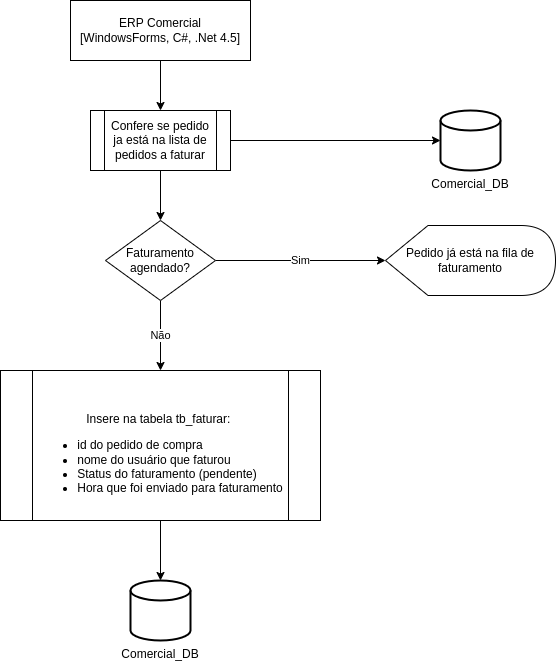 ERP Comercial
[WindowsForms, C#, .Net 4.5]
Confere se pedido
ja está na lista de
pedidos a faturar
Comercial_DB
Faturamento
agendado?
Sim
Pedido já está na fila de
faturamento
Não
Insere na tabela tb_faturar:
• id do pedido de compra
• nome do usuário que faturou
• Status do faturamento (pendente)
• Hora que foi enviado para faturamento
Comercial_DB